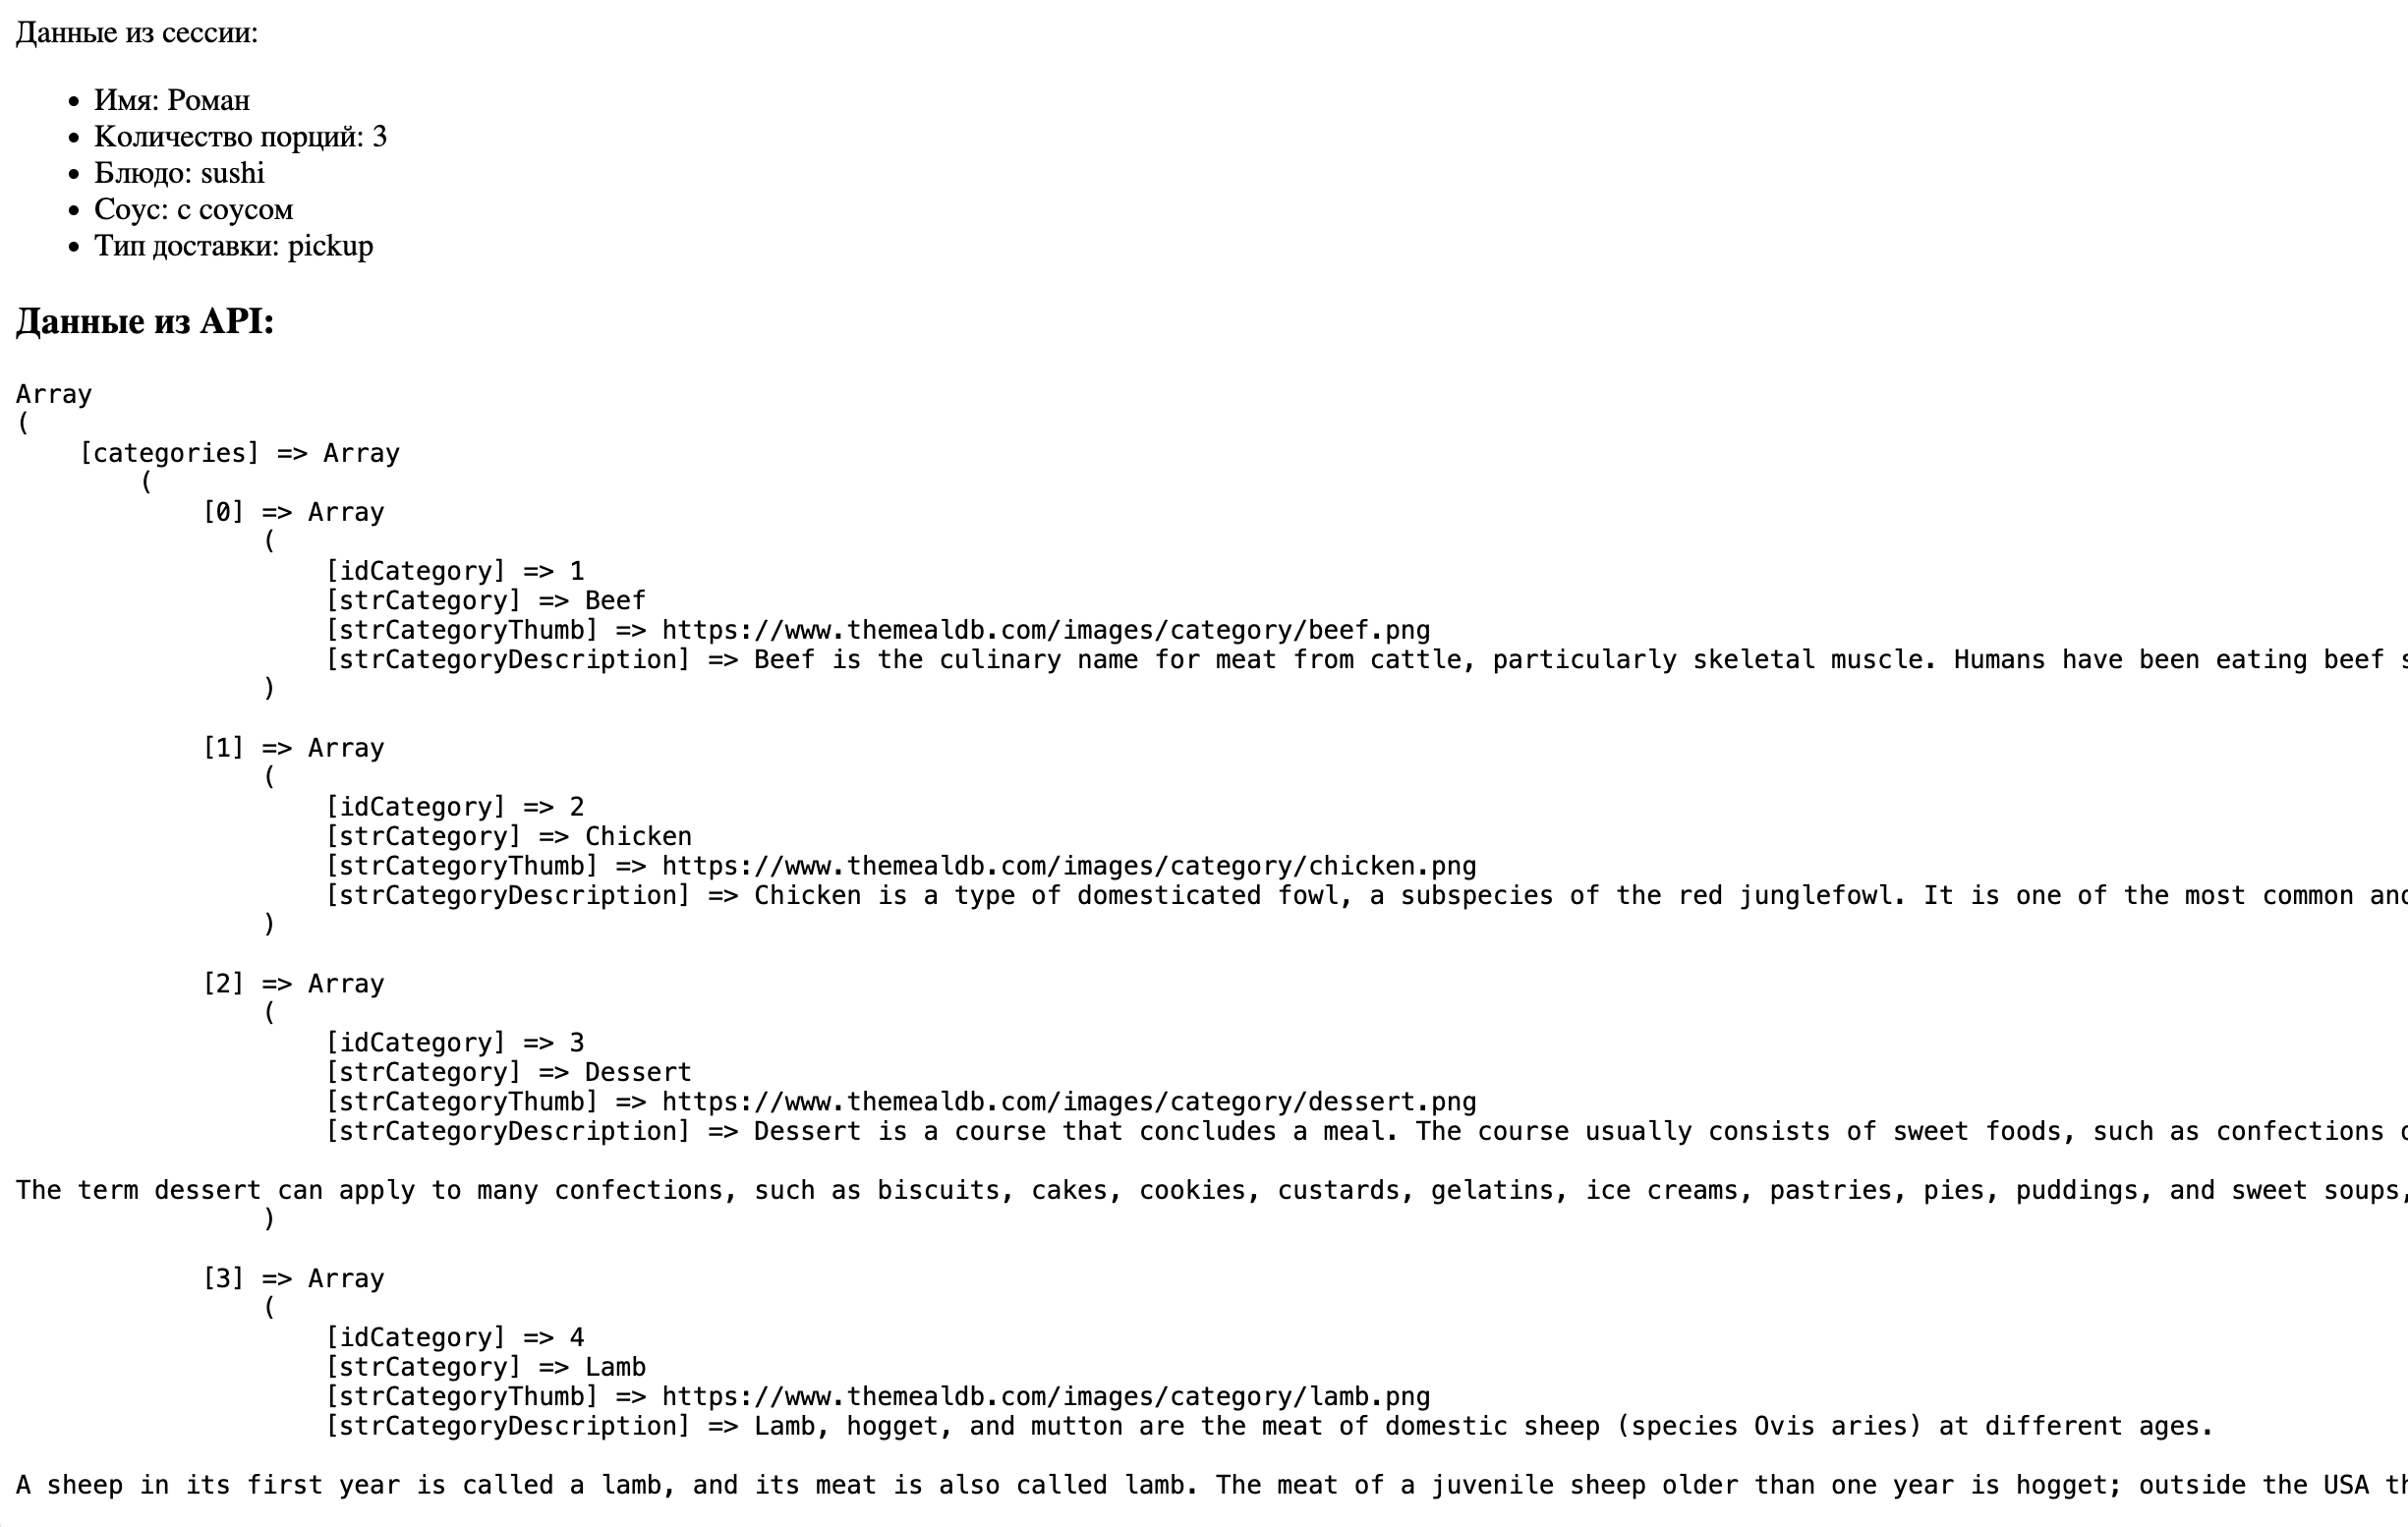 Данные из сессии:
• Имя: Роман
• Количество порций: 3
• Блюдо: sushi
• Соус: с соусом
• Тип доставки: pickup
Данные из API:
Array
(
    [categories] => Array
        (
            [0] => Array
                (
                    [idCategory] => 1
                    [strCategory] => Beef
                    [strCategoryThumb] => https://www.themealdb.com/images/category/beef.png
                    [strCategoryDescription] => Beef is the culinary name for meat from cattle, particularly skeletal muscle. Humans have been eating beef
                )
            [1] => Array
                (
                    [idCategory] => 2
                    [strCategory] => Chicken
                    [strCategoryThumb] => https://www.themealdb.com/images/category/chicken.png
                    [strCategoryDescription] => Chicken is a type of domesticated fowl, a subspecies of the red junglefowl. It is one of the most common
                )
            [2] => Array
                (
                    [idCategory] => 3
                    [strCategory] => Dessert
                    [strCategoryThumb] => https://www.themealdb.com/images/category/dessert.png
                    [strCategoryDescription] => Dessert is a course that concludes a meal. The course usually consists of sweet foods, such as confections
The term dessert can apply to many confections, such as biscuits, cakes, cookies, custards, gelatins, ice creams, pastries, pies, puddings, and sweet soups,
                )
            [3] => Array
                (
                    [idCategory] => 4
                    [strCategory] => Lamb
                    [strCategoryThumb] => https://www.themealdb.com/images/category/lamb.png
                    [strCategoryDescription] => Lamb, hogget, and mutton are the meat of domestic sheep (species Ovis aries) at different ages.
A sheep in its first year is called a lamb, and its meat is also called lamb. The meat of a juvenile sheep older than one year is hogget; outside the USA